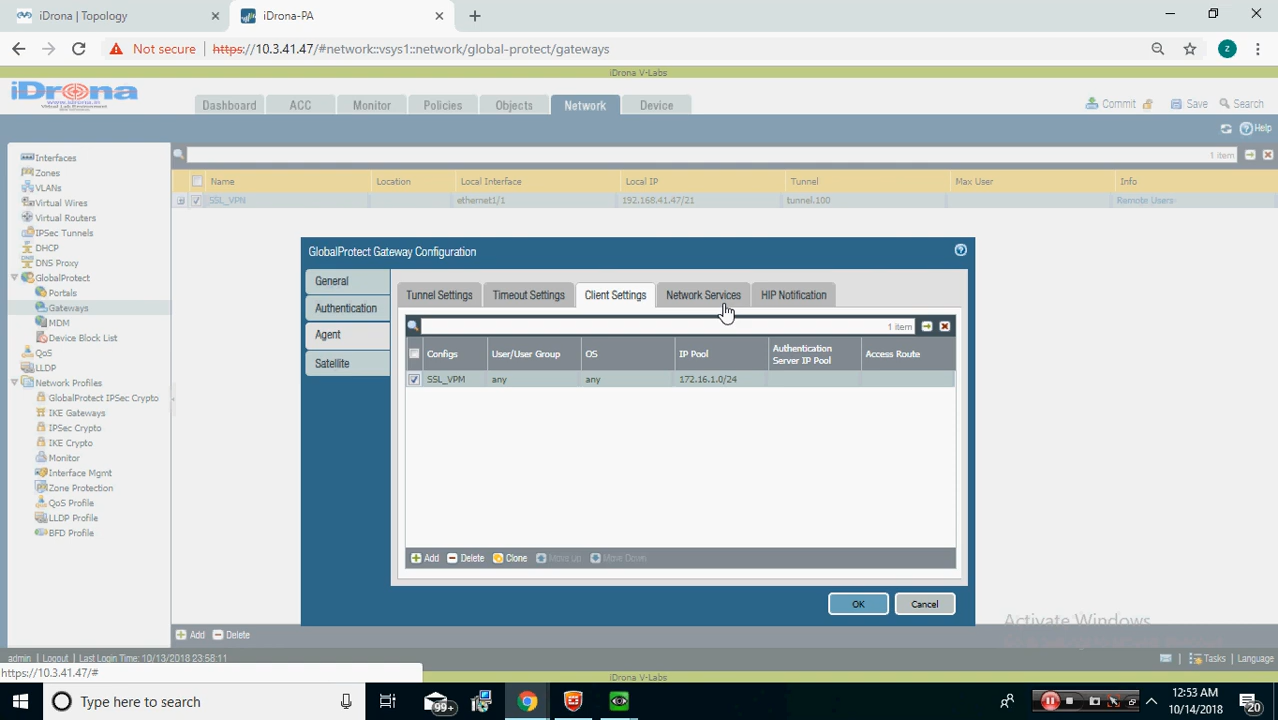 iDrona | Topology
iDrona-PA
Not secure
https://10.3.41.47/#network::vsys1::network/global-protect/gateways
z
iDrona V-Labs
iDrona
www.idrona.in
Dashboard
ACC
Monitor
Policies
Objects
Network
Device
Commit
Save
Search
Help
Interfaces
Zones
VLANs
Virtual Wires
Virtual Routers
IPSec Tunnels
DHCP
DNS Proxy
GlobalProtect
Portals
Gateways
MDM
Device Block List
QoS
LLDP
Network Profiles
GlobalProtect IPSec Crypto
IKE Gateways
IPSec Crypto
IKE Crypto
Monitor
Interface Mgmt
Zone Protection
QoS Profile
LLDP Profile
BFD Profile
1 item
Name Location Local Interface Local IP Tunnel Max User Info
SSL_VPN ethernet1/1 192.168.41.47/21 tunnel.100 Remote Users
GlobalProtect Gateway Configuration
General
Authentication
Agent
Satellite
Tunnel Settings
Timeout Settings
Client Settings
Network Services
HIP Notification
1 item
Configs User/User Group OS IP Pool Authentication Server IP Pool Access Route
SSL_VPM any any 172.16.1.0/24
Add Delete Clone Move up Move Down
OK
Cancel
Activate Windows
Add Delete
admin | Logout | Last Login Time: 10/13/2018 23:58:11
Tasks | Language
https://10.3.41.47/#
iDrona V-Labs
Type here to search
99+
12:53 AM
10/14/2018
20